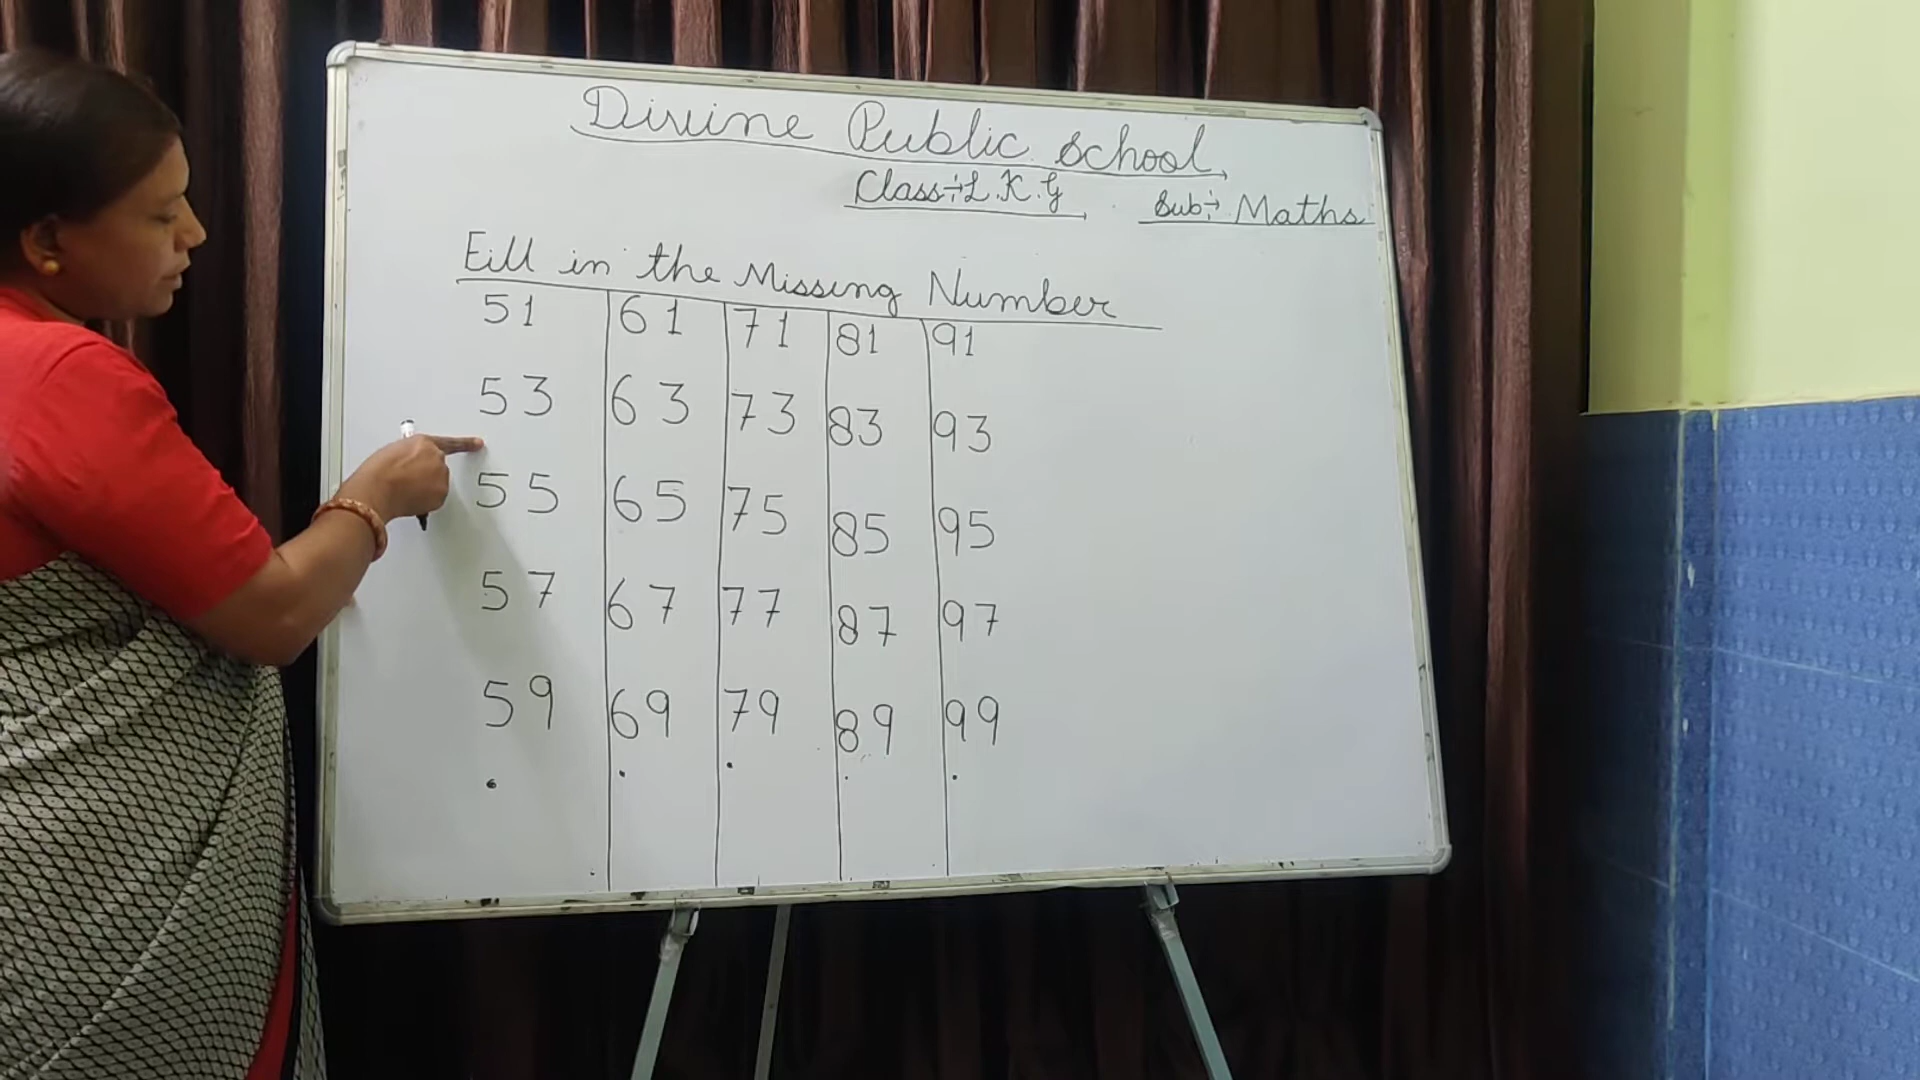 Divine Public School
Class:→L.K.G
Sub:→ Maths
Fill in the Missing Number
51 61 71 81 91
53 63 73 83 93
55 65 75 85 95
57 67 77 87 97
59 69 79 89 99